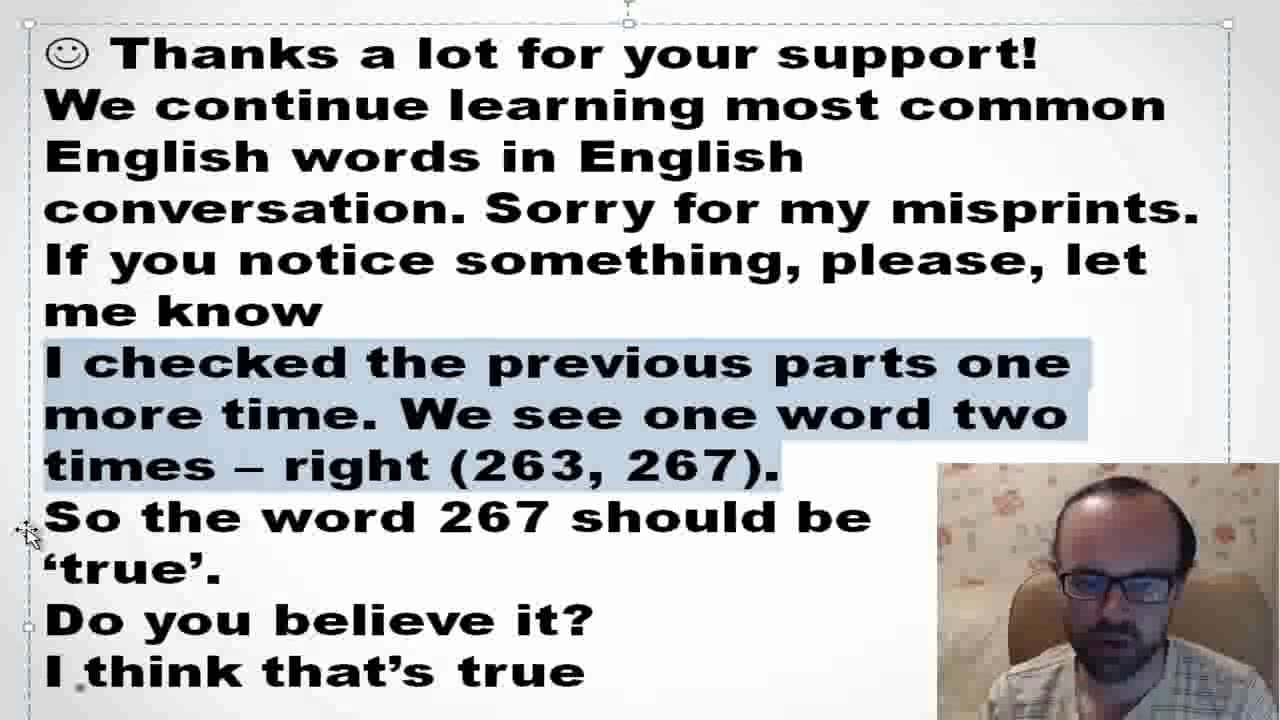 ☺ Thanks a lot for your support!
We continue learning most common
English words in English
conversation. Sorry for my misprints.
If you notice something, please, let
me know
I checked the previous parts one
more time. We see one word two
times – right (263, 267).
So the word 267 should be
‘true’.
Do you believe it?
I think that’s true